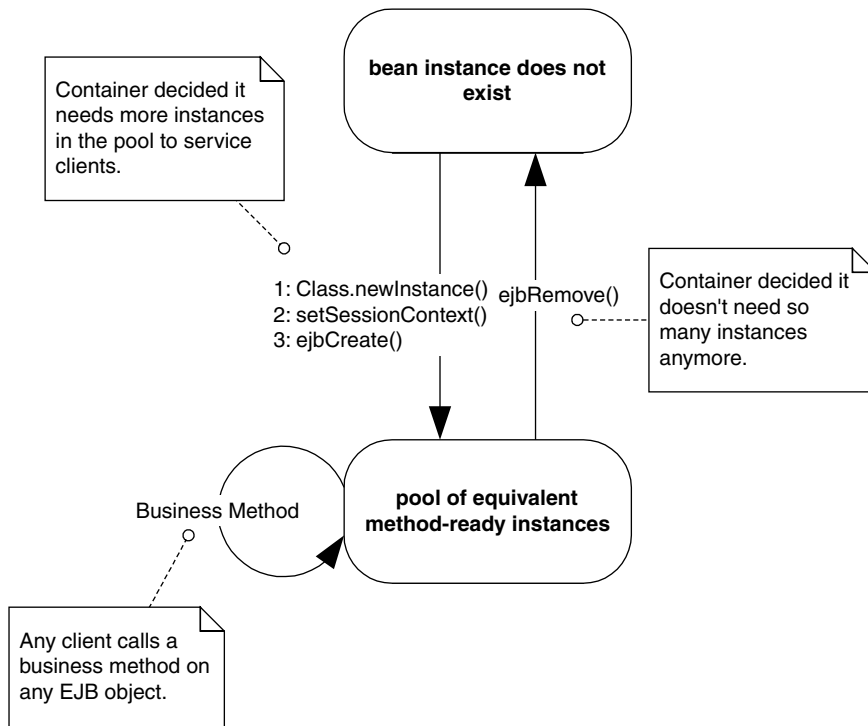 bean instance does not
exist
Container decided it
needs more instances
in the pool to service
clients.
1: Class.newInstance()
2: setSessionContext()
3: ejbCreate()
ejbRemove()
Container decided it
doesn't need so
many instances
anymore.
Business Method
pool of equivalent
method-ready instances
Any client calls a
business method on
any EJB object.